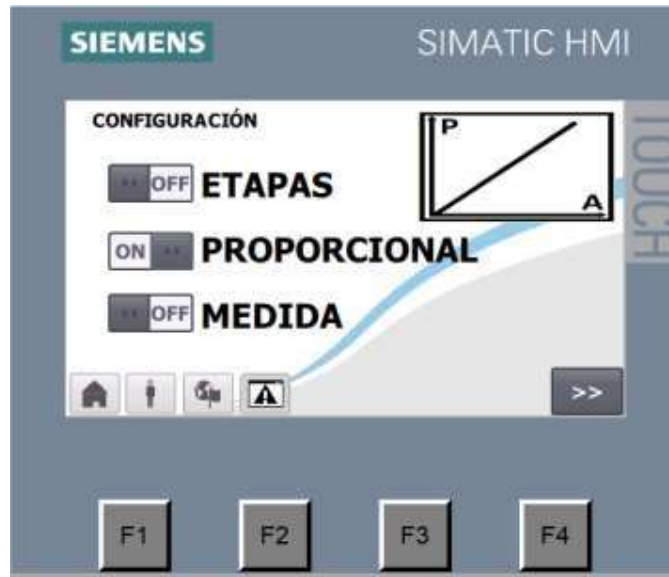 SIEMENS
SIMATIC HMI
TOUCH
CONFIGURACIÓN
P
A
OFF ETAPAS
ON PROPORCIONAL
OFF MEDIDA
>>
F1 F2 F3 F4